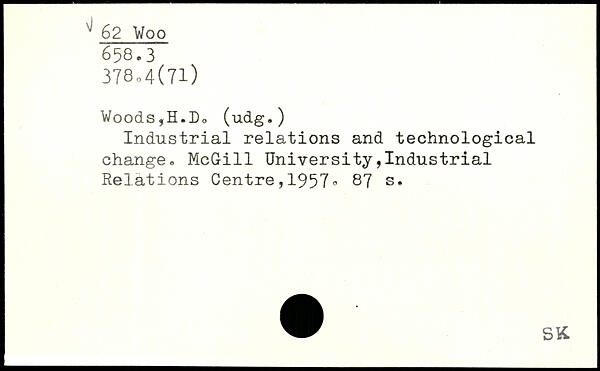 √ 62 Woo
658.3
378.4(71)
Woods,H.D. (udg.)
Industrial relations and technological
change. McGill University,Industrial
Relations Centre,1957. 87 s.
SK